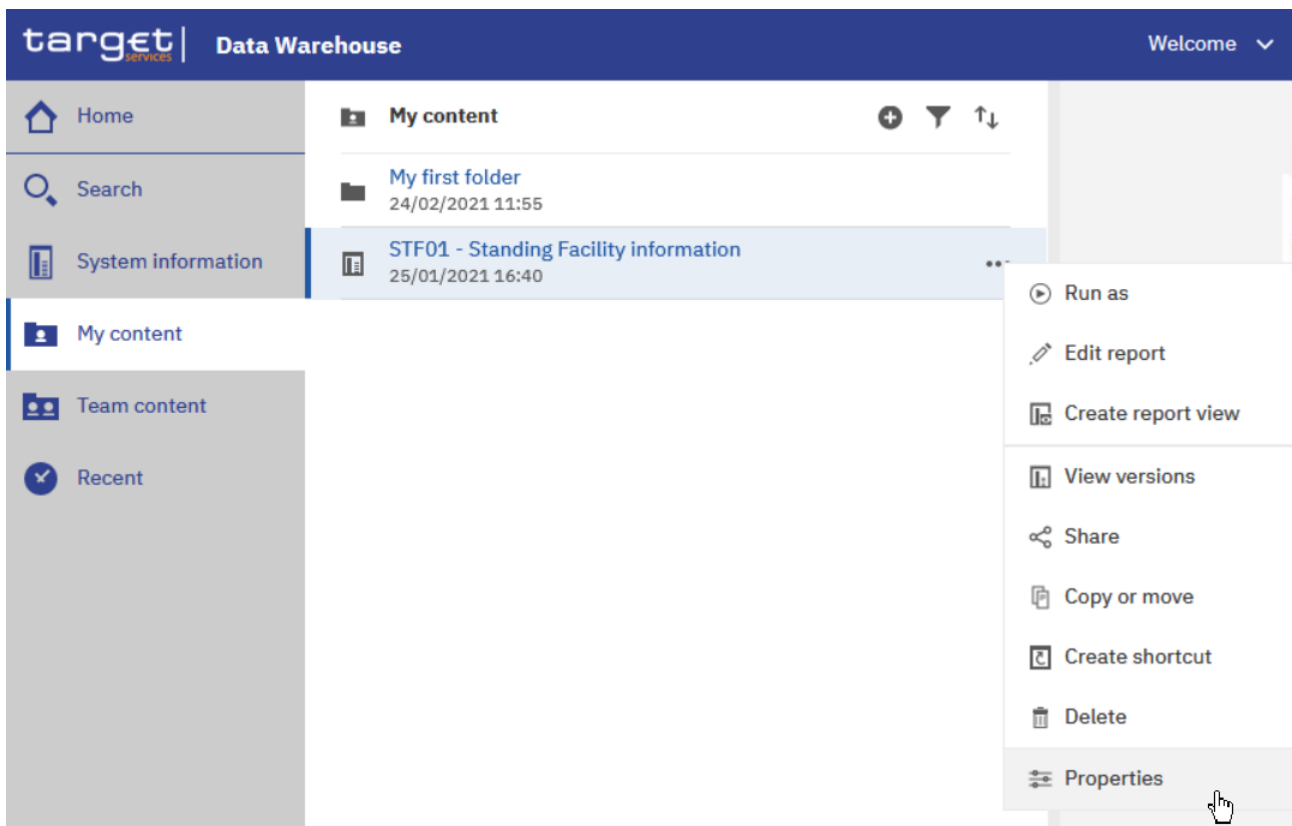 target services | Data Warehouse
Welcome
Home
Search
System information
My content
Team content
Recent
My content
My first folder
24/02/2021 11:55
STF01 - Standing Facility information
25/01/2021 16:40
Run as
Edit report
Create report view
View versions
Share
Copy or move
Create shortcut
Delete
Properties